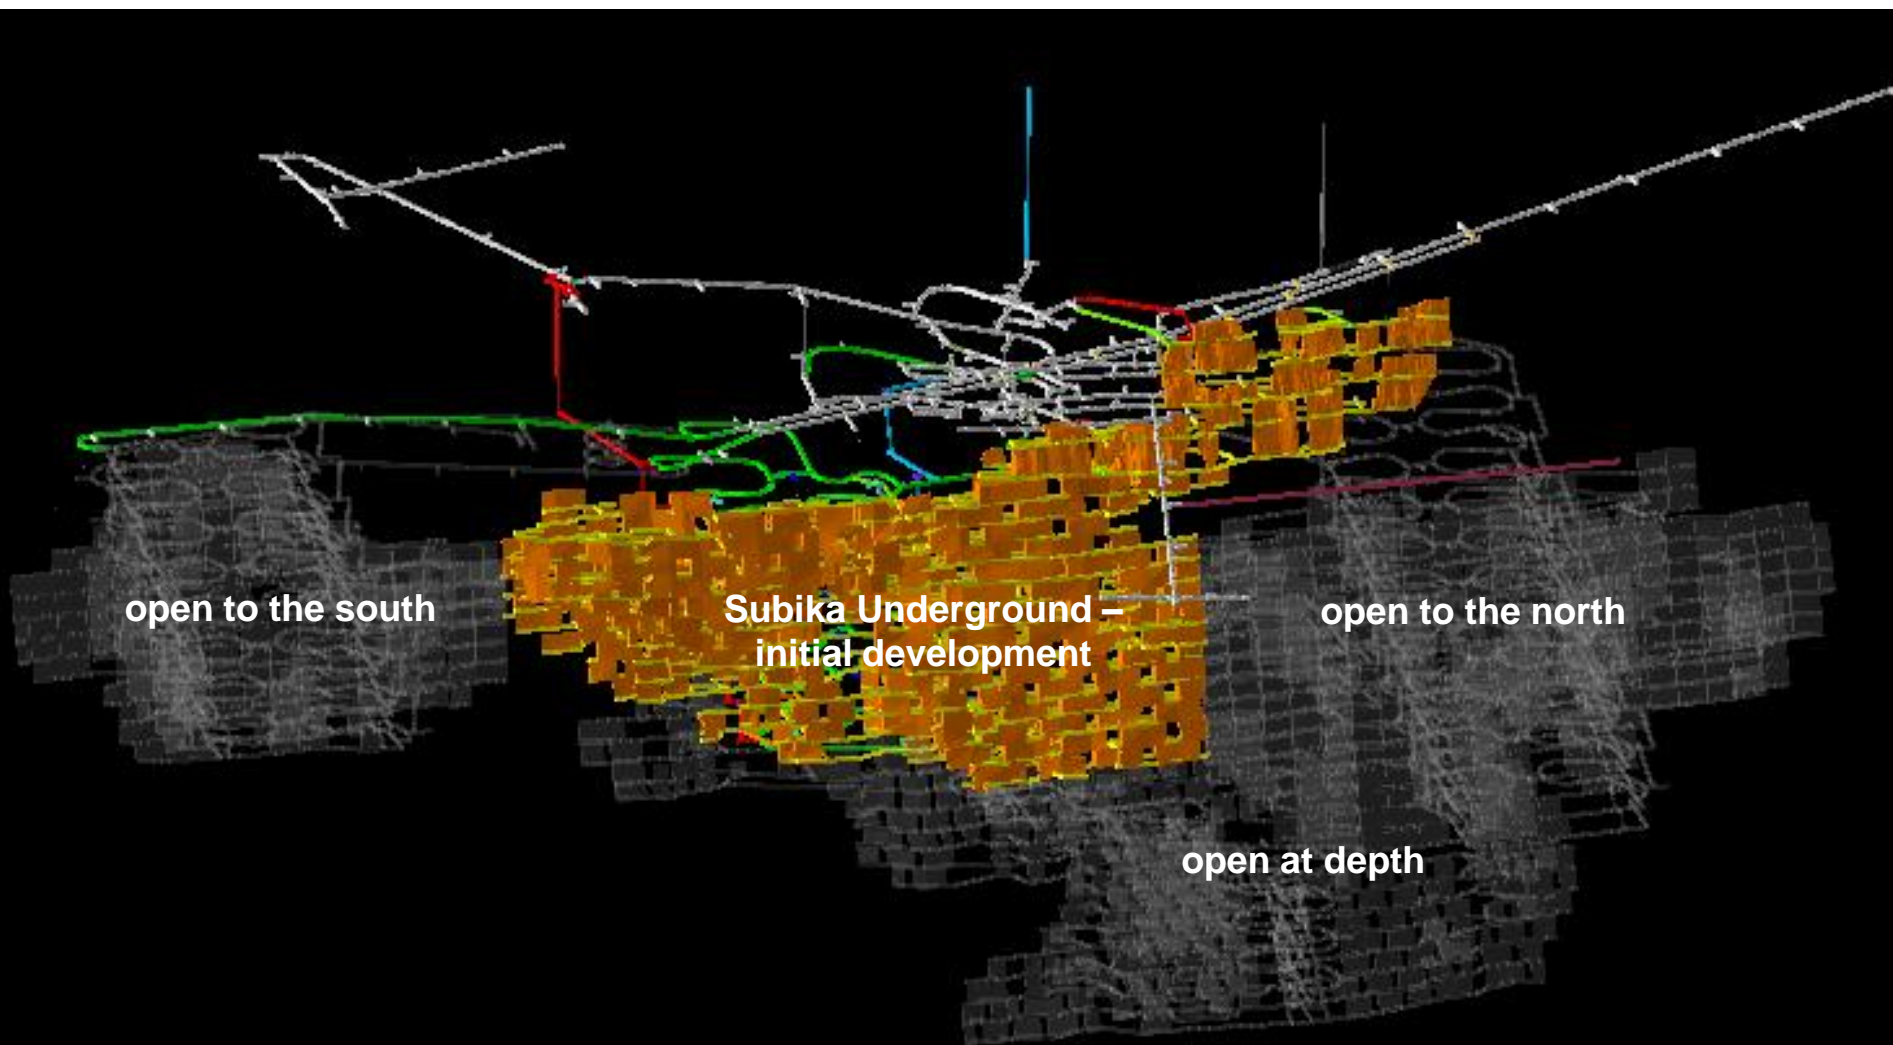 open to the south
Subika Underground –
initial development
open to the north
open at depth